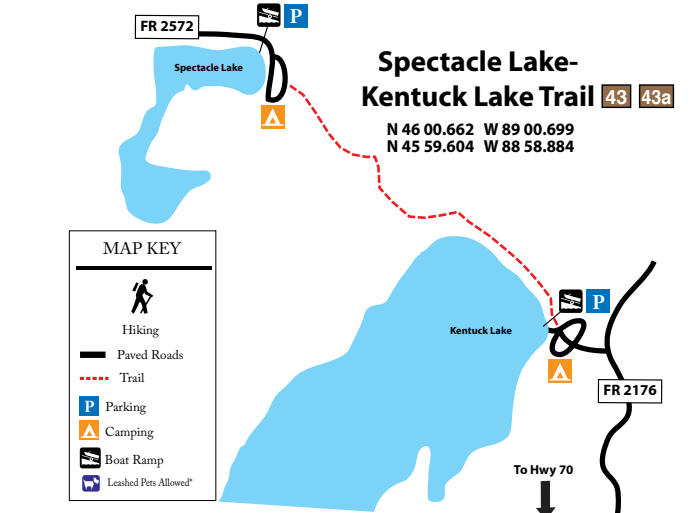 FR 2572
P
Spectacle Lake
Spectacle Lake-
Kentuck Lake Trail 43 43a
N 46 00.662 W 89 00.699
N 45 59.604 W 88 58.884
MAP KEY
Hiking
Paved Roads
Trail
P Parking
Camping
Boat Ramp
Leashed Pets Allowed*
P
Kentuck Lake
FR 2176
To Hwy 70